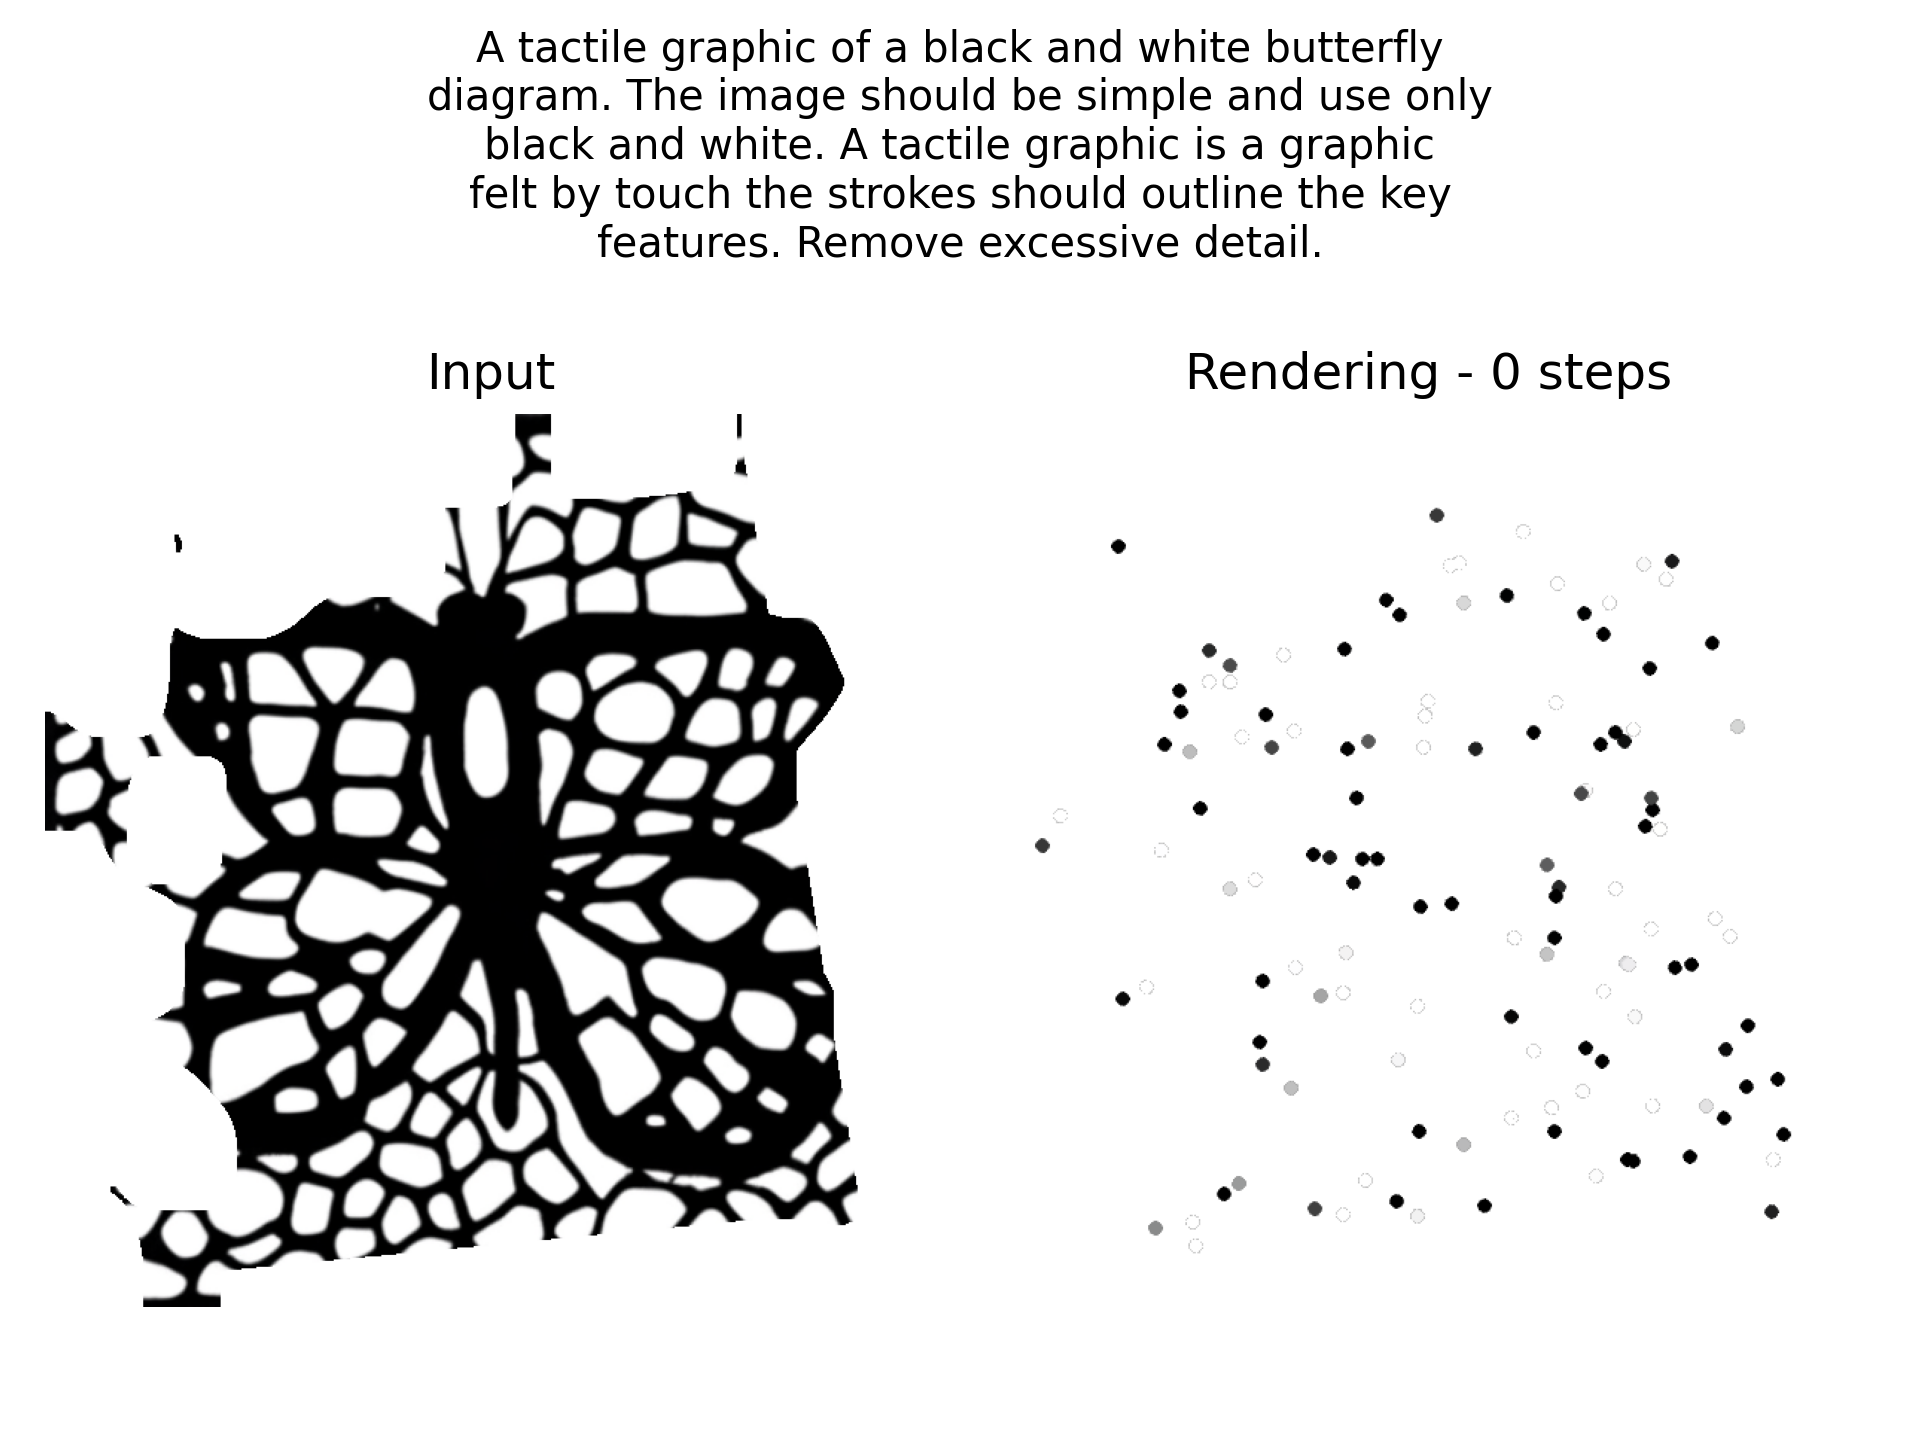 A tactile graphic of a black and white butterfly
diagram. The image should be simple and use only
black and white. A tactile graphic is a graphic
felt by touch the strokes should outline the key
features. Remove excessive detail.
Input
Rendering - 0 steps